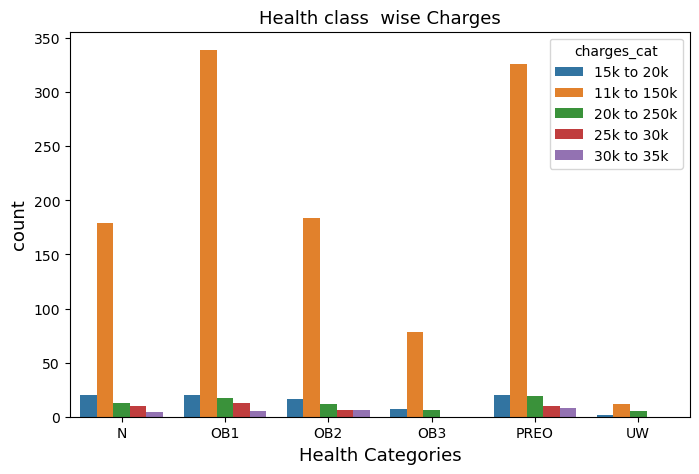 Health class  wise Charges
charges_cat
15k to 20k
11k to 150k
20k to 250k
25k to 30k
30k to 35k
count
350
300
250
200
150
100
50
0
N OB1 OB2 OB3 PREO UW
Health Categories